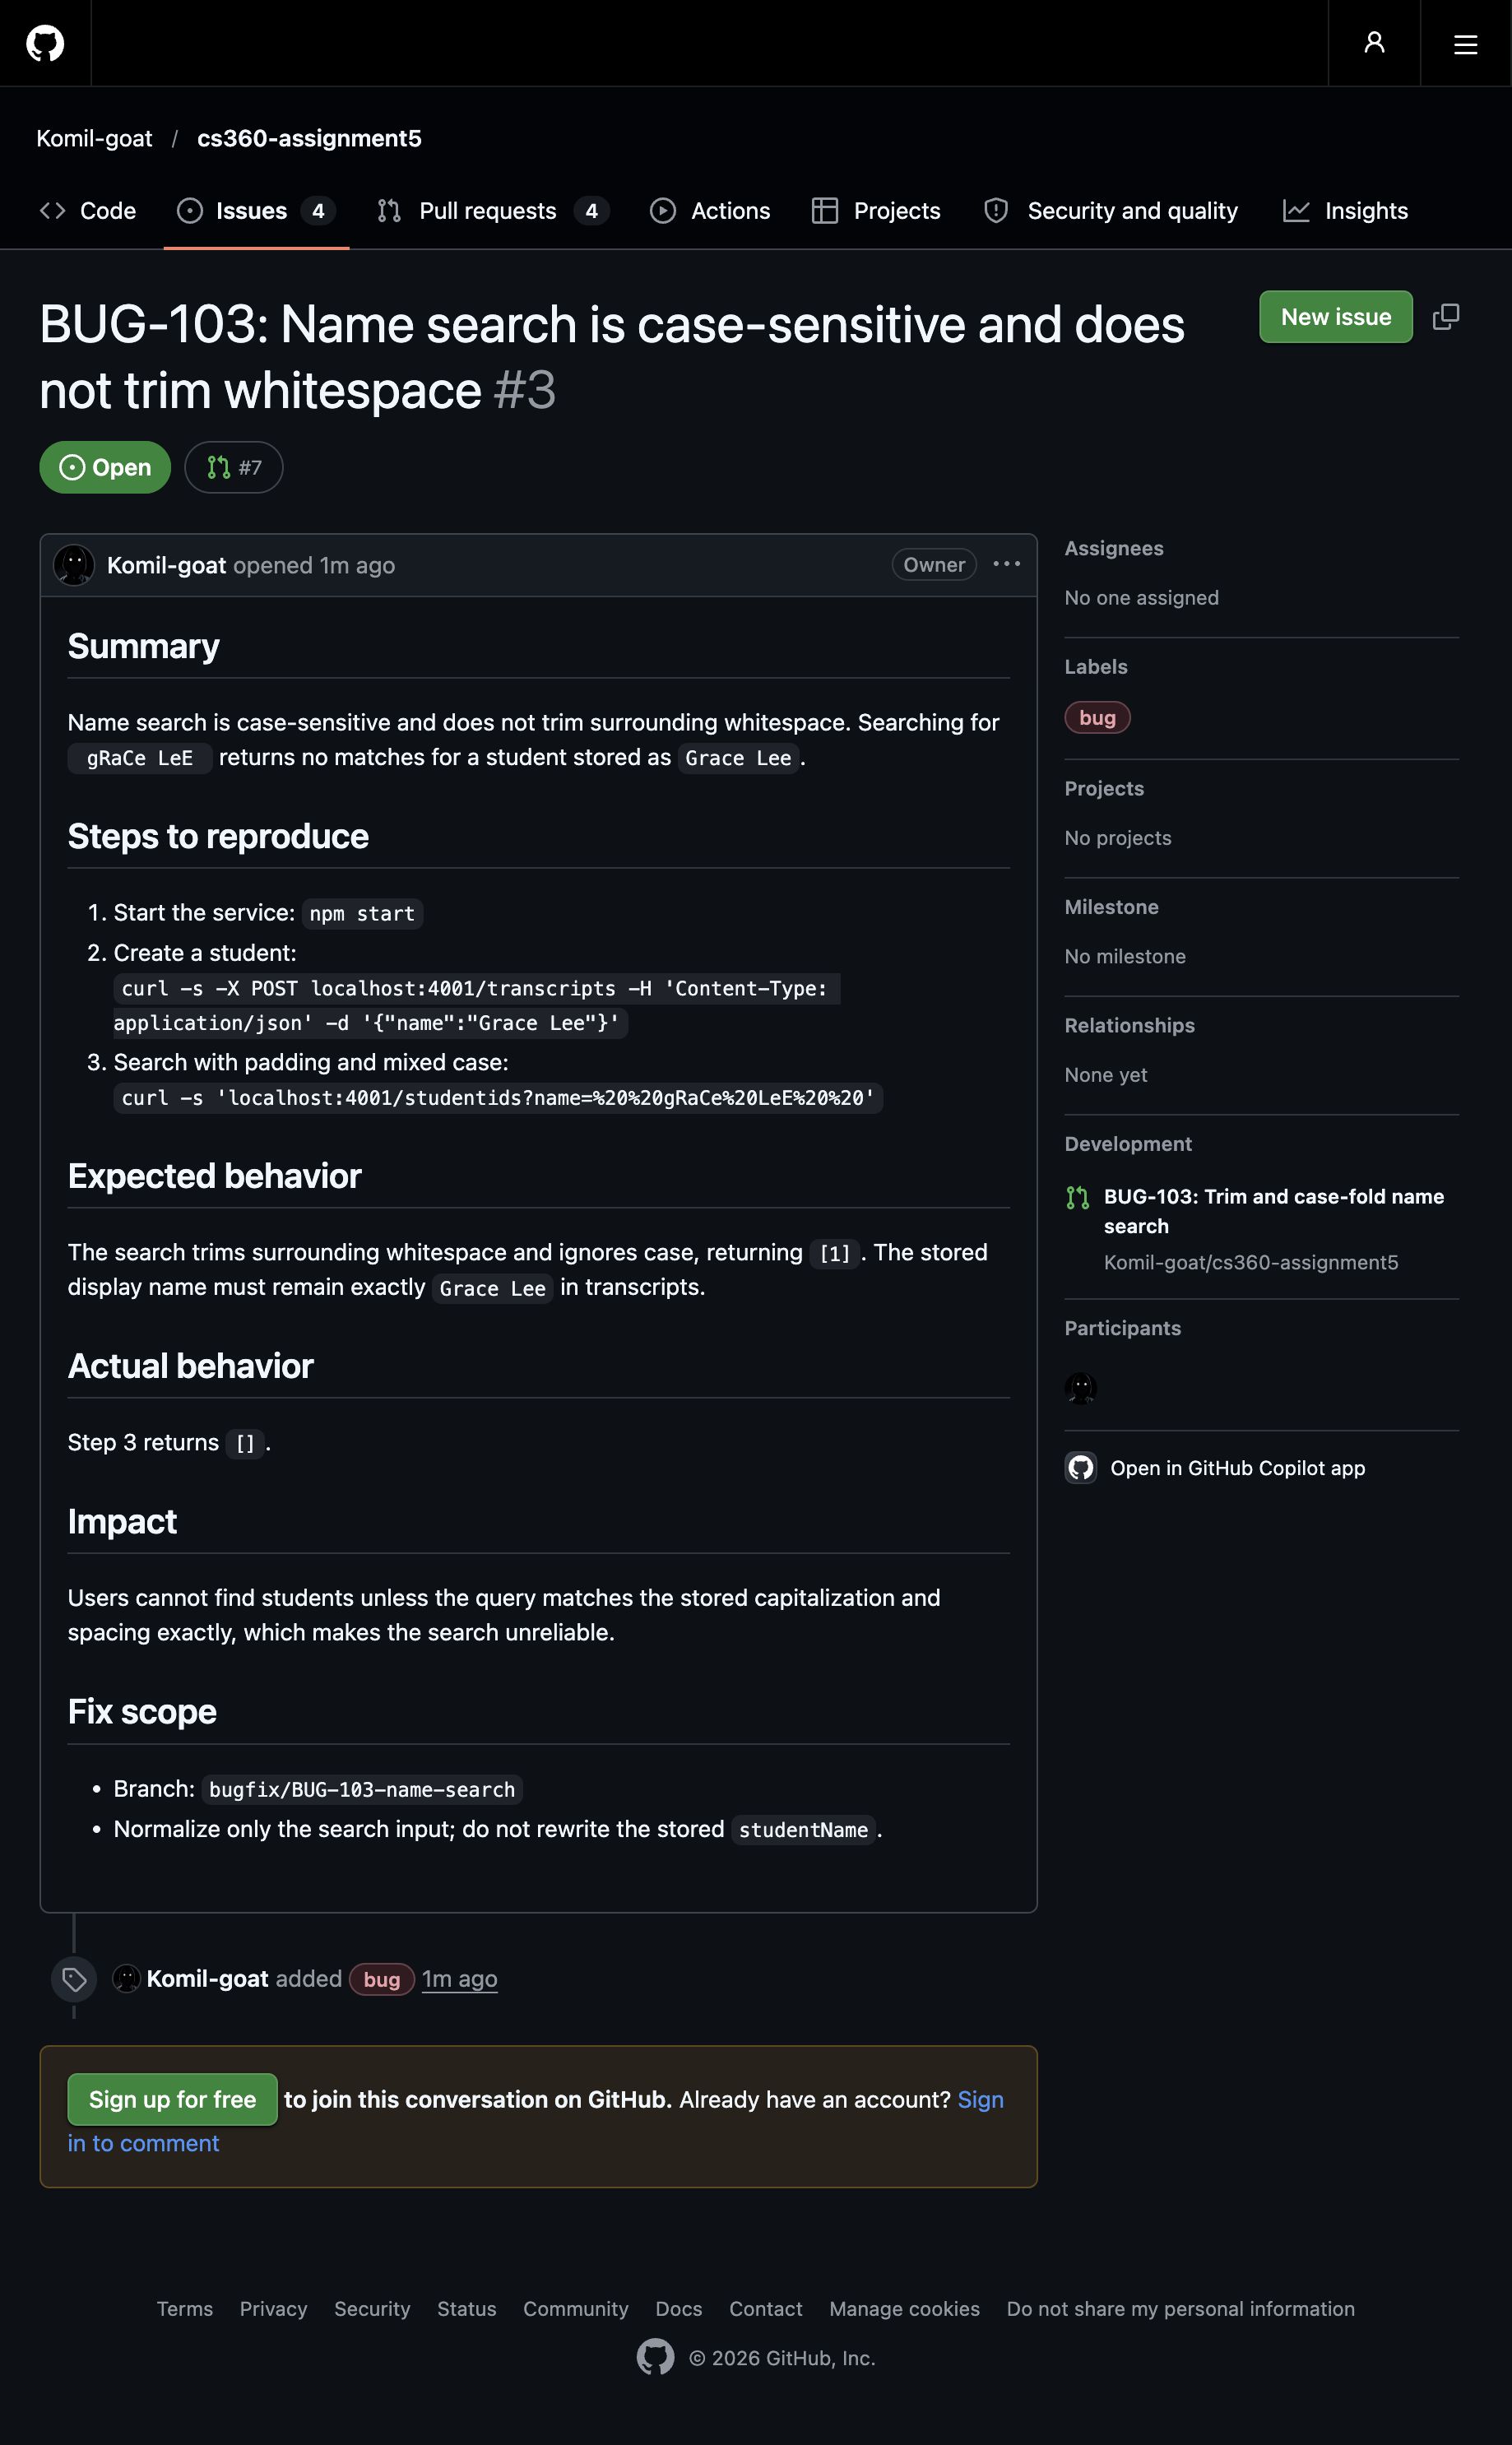 Komil-goat / cs360-assignment5
Code Issues 4 Pull requests 4 Actions Projects Security and quality Insights
BUG-103: Name search is case-sensitive and does
not trim whitespace #3
New issue
Open #7
Komil-goat opened 1m ago Owner
Summary
Name search is case-sensitive and does not trim surrounding whitespace. Searching for
gRaCe LeE returns no matches for a student stored as Grace Lee.
Steps to reproduce
1. Start the service: npm start
2. Create a student:
curl -s -X POST localhost:4001/transcripts -H 'Content-Type:
application/json' -d '{"name":"Grace Lee"}'
3. Search with padding and mixed case:
curl -s 'localhost:4001/studentids?name=%20%20gRaCe%20LeE%20%20'
Expected behavior
The search trims surrounding whitespace and ignores case, returning [1]. The stored
display name must remain exactly Grace Lee in transcripts.
Actual behavior
Step 3 returns [].
Impact
Users cannot find students unless the query matches the stored capitalization and
spacing exactly, which makes the search unreliable.
Fix scope
• Branch: bugfix/BUG-103-name-search
• Normalize only the search input; do not rewrite the stored studentName.
Komil-goat added bug 1m ago
Assignees
No one assigned
Labels
bug
Projects
No projects
Milestone
No milestone
Relationships
None yet
Development
BUG-103: Trim and case-fold name
search
Komil-goat/cs360-assignment5
Participants
Open in GitHub Copilot app
Sign up for free to join this conversation on GitHub. Already have an account? Sign
in to comment
Terms Privacy Security Status Community Docs Contact Manage cookies Do not share my personal information
© 2026 GitHub, Inc.